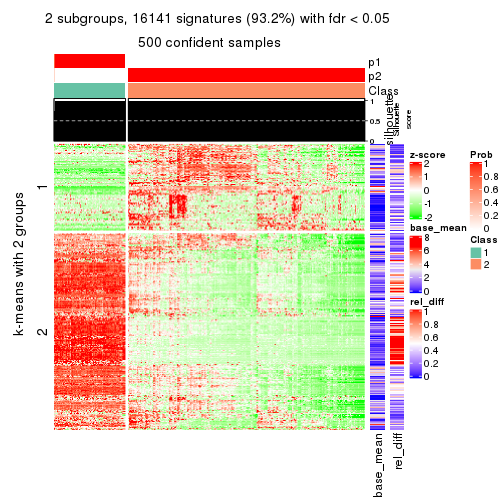 2 subgroups, 16141 signatures (93.2%) with fdr < 0.05
500 confident samples
p1
p2
Class
1
0.5
0
silhouette
Silhouette
score
k-means with 2 groups
1
2
base_mean
rel_diff
z-score
2
1
0
-1
-2
base_mean
8
6
4
2
0
rel_diff
1
0.8
0.6
0.4
0.2
0
Prob
1
0.8
0.6
0.4
0.2
0
Class
1
2